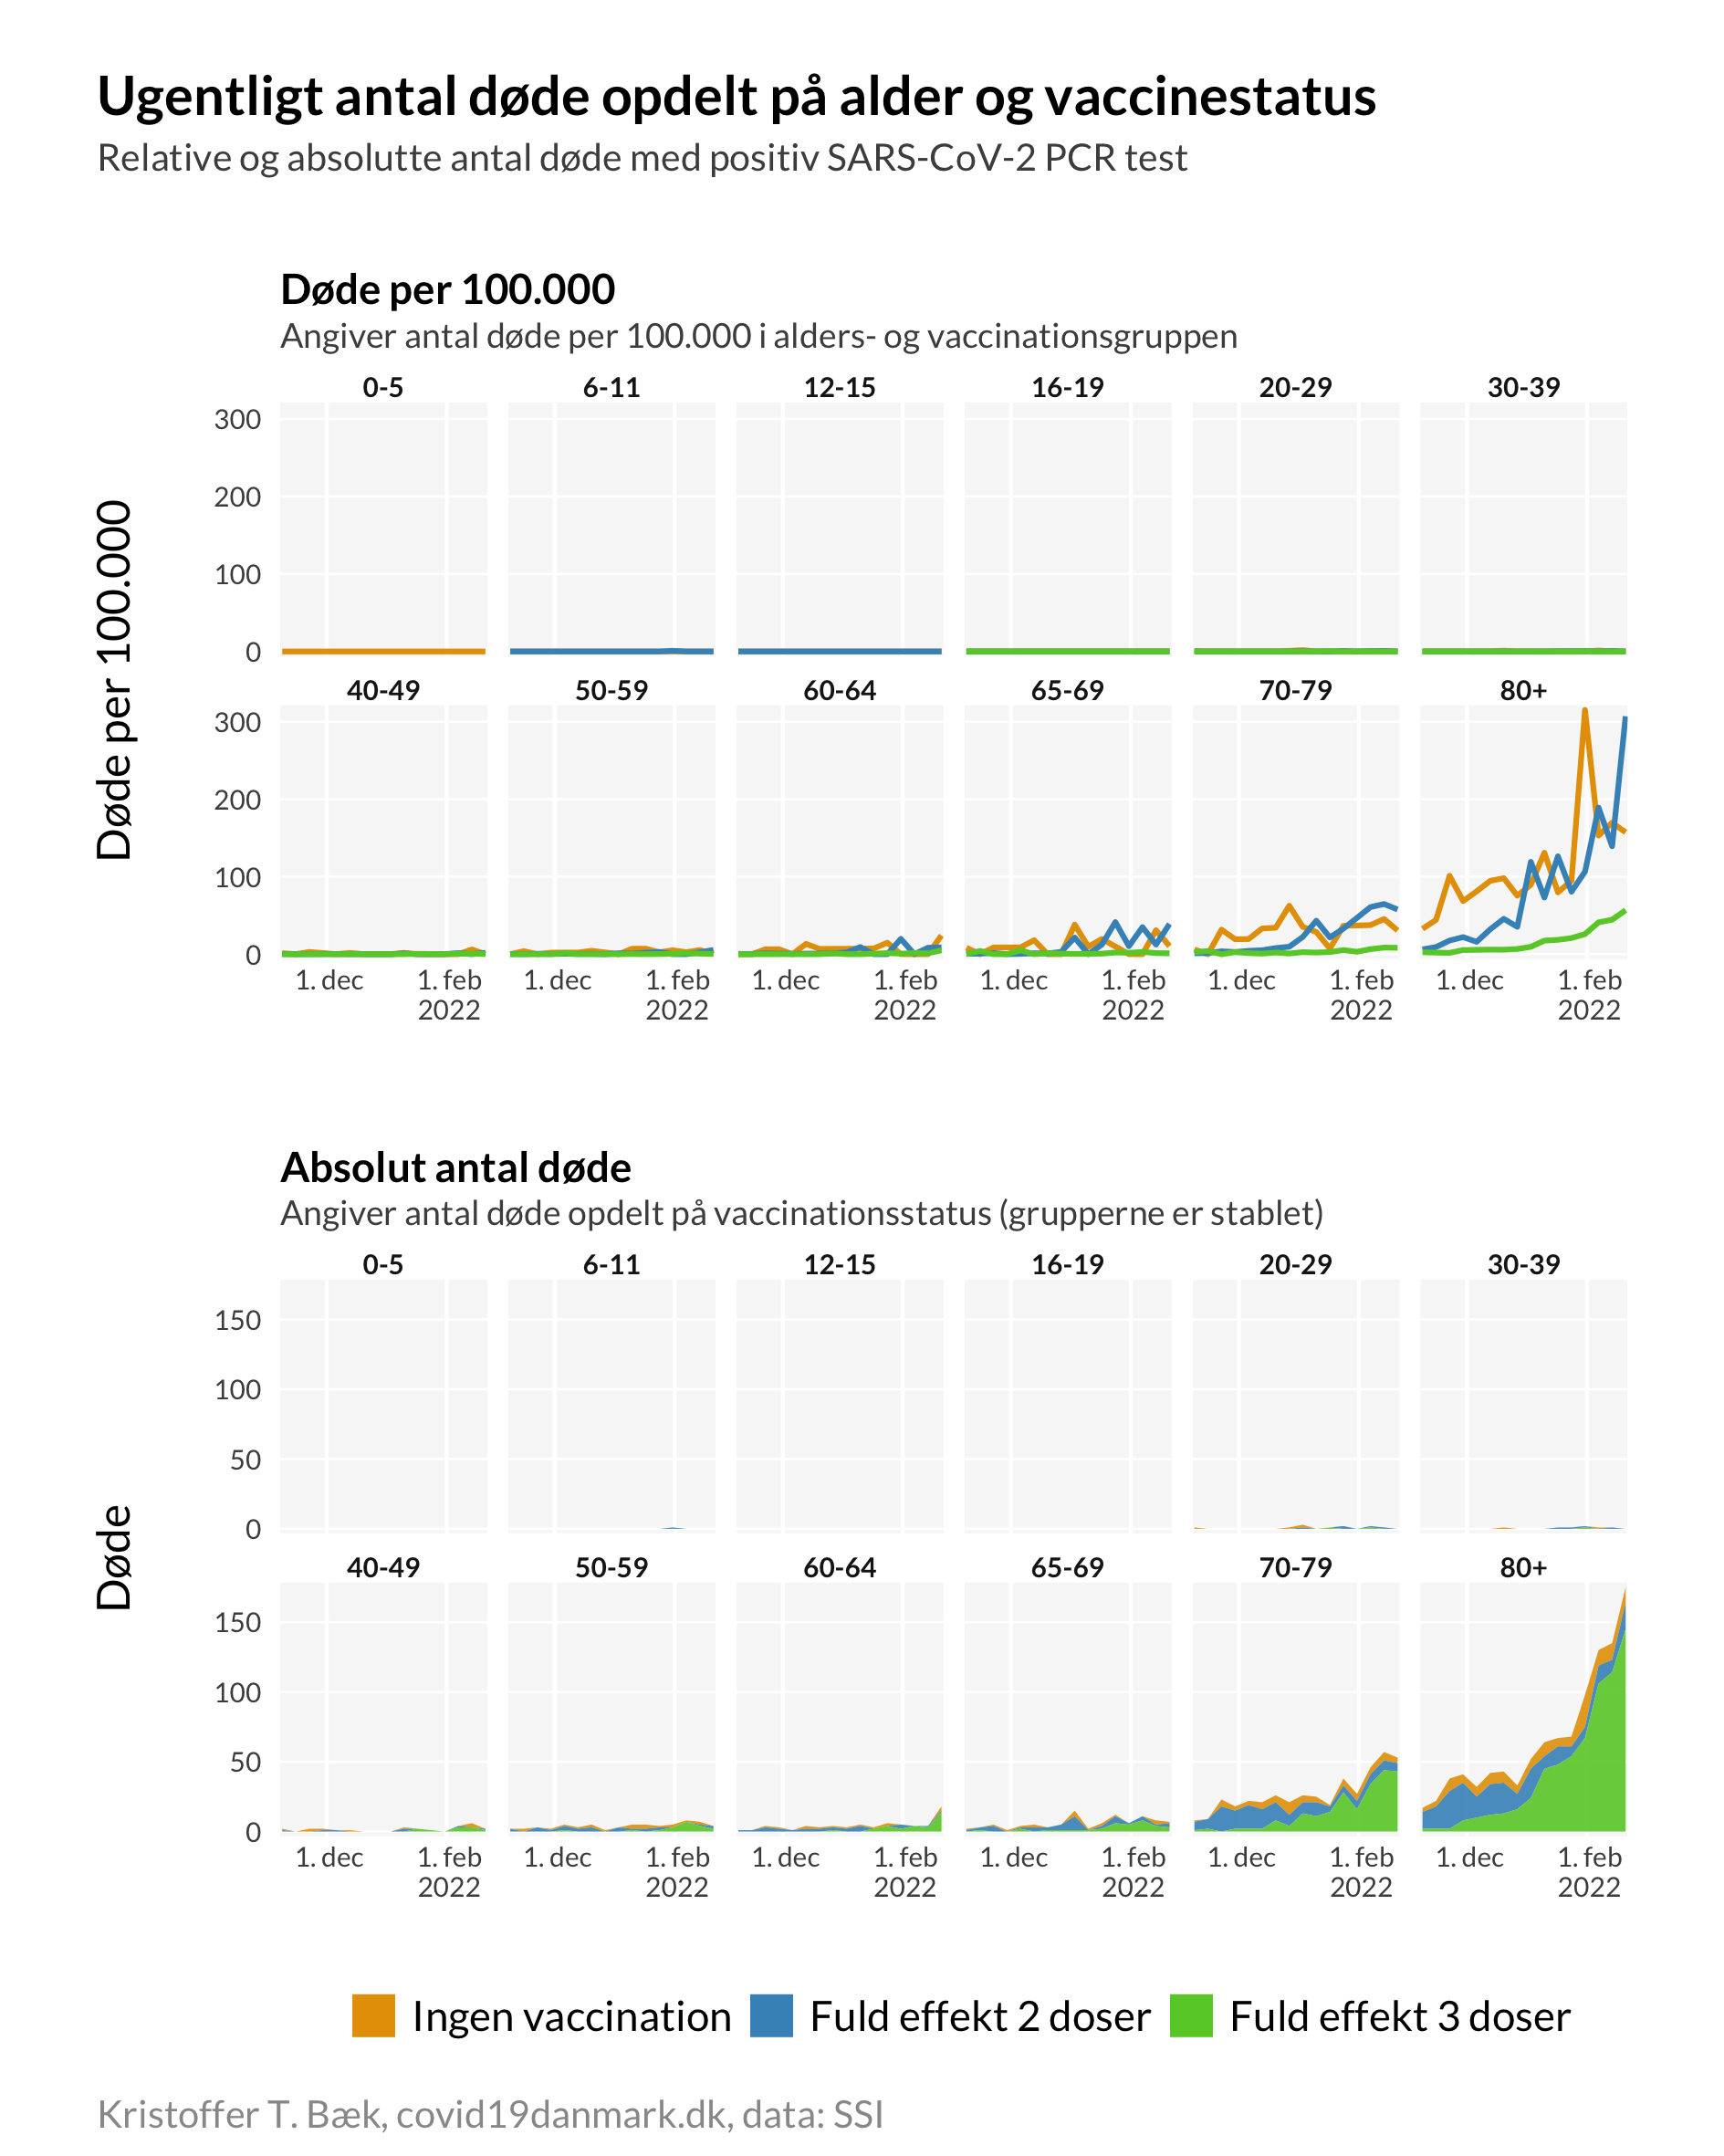 Ugentligt antal døde opdelt på alder og vaccinestatus
Relative og absolutte antal døde med positiv SARS-CoV-2 PCR test
Døde per 100.000
Angiver antal døde per 100.000 i alders- og vaccinationsgruppen
0-5 6-11 12-15 16-19 20-29 30-39
300
200
100
0
Døde per 100.000
40-49 50-59 60-64 65-69 70-79 80+
300
200
100
0
1. dec 1. feb 1. dec 1. feb 1. dec 1. feb 1. dec 1. feb 1. dec 1. feb 1. dec 1. feb
2022 2022 2022 2022 2022 2022
Absolut antal døde
Angiver antal døde opdelt på vaccinationsstatus (grupperne er stablet)
0-5 6-11 12-15 16-19 20-29 30-39
150
100
50
0
Døde
40-49 50-59 60-64 65-69 70-79 80+
150
100
50
0
1. dec 1. feb 1. dec 1. feb 1. dec 1. feb 1. dec 1. feb 1. dec 1. feb 1. dec 1. feb
2022 2022 2022 2022 2022 2022
Ingen vaccination Fuld effekt 2 doser Fuld effekt 3 doser
Kristoffer T. Bæk, covid19danmark.dk, data: SSI